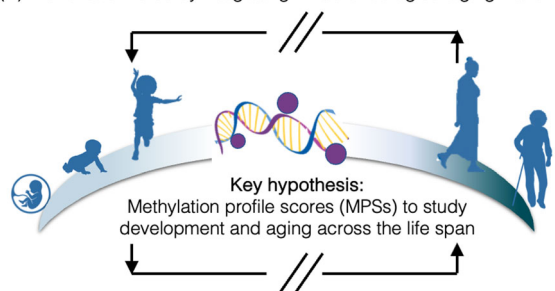 Key hypothesis:
Methylation profile scores (MPSs) to study
development and aging across the life span